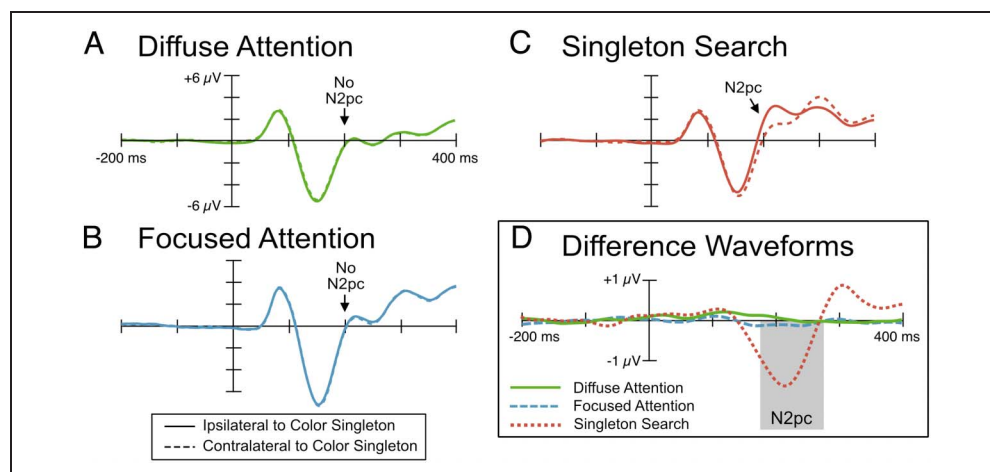 A Diffuse Attention
+6 µV
No
N2pc
-200 ms
400 ms
-6 µV
B Focused Attention
No
N2pc
Ipsilateral to Color Singleton
Contralateral to Color Singleton
C Singleton Search
N2pc
D Difference Waveforms
+1 µV
-200 ms
400 ms
-1 µV
Diffuse Attention
Focused Attention
Singleton Search
N2pc